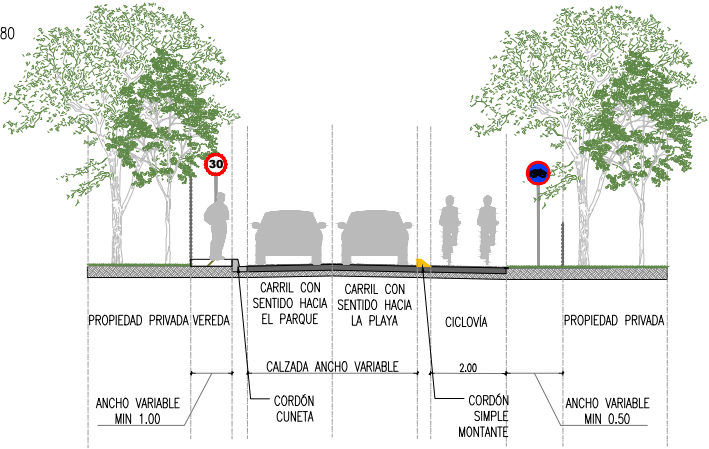 80
30
CARRIL CON
SENTIDO HACIA
EL PARQUE
CARRIL CON
SENTIDO HACIA
LA PLAYA
PROPIEDAD PRIVADA
VEREDA
CICLOVÍA
PROPIEDAD PRIVADA
CALZADA ANCHO VARIABLE
2.00
ANCHO VARIABLE
MIN 1.00
CORDÓN
CUNETA
CORDÓN
SIMPLE
MONTANTE
ANCHO VARIABLE
MIN 0.50